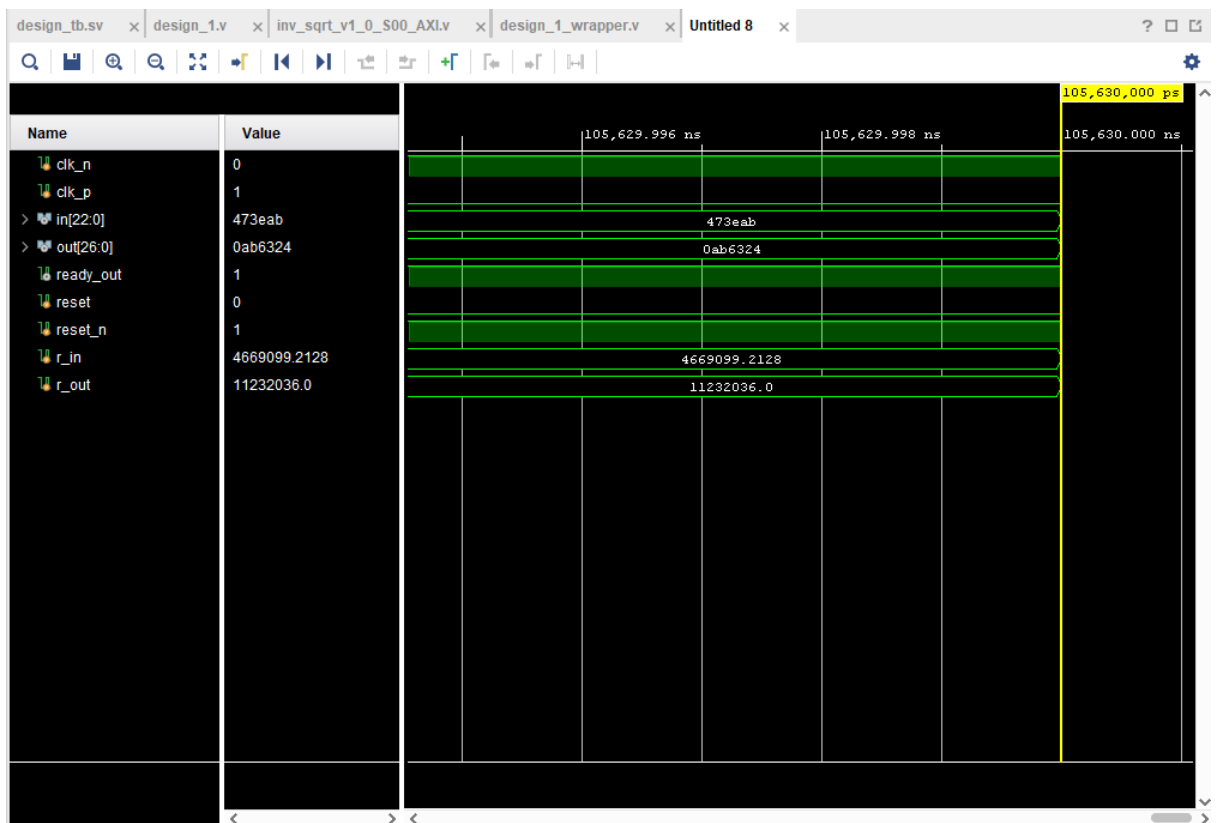 design_tb.sv × design_1.v × inv_sqrt_v1_0_S00_AXI.v × design_1_wrapper.v × Untitled 8 ×
105,630,000 ps
Name Value 105,629.996 ns 105,629.998 ns 105,630.000 ns
clk_n 0
clk_p 1
in[22:0] 473eab 473eab
out[26:0] 0ab6324 0ab6324
ready_out 1
reset 0
reset_n 1
r_in 4669099.2128 4669099.2128
r_out 11232036.0 11232036.0